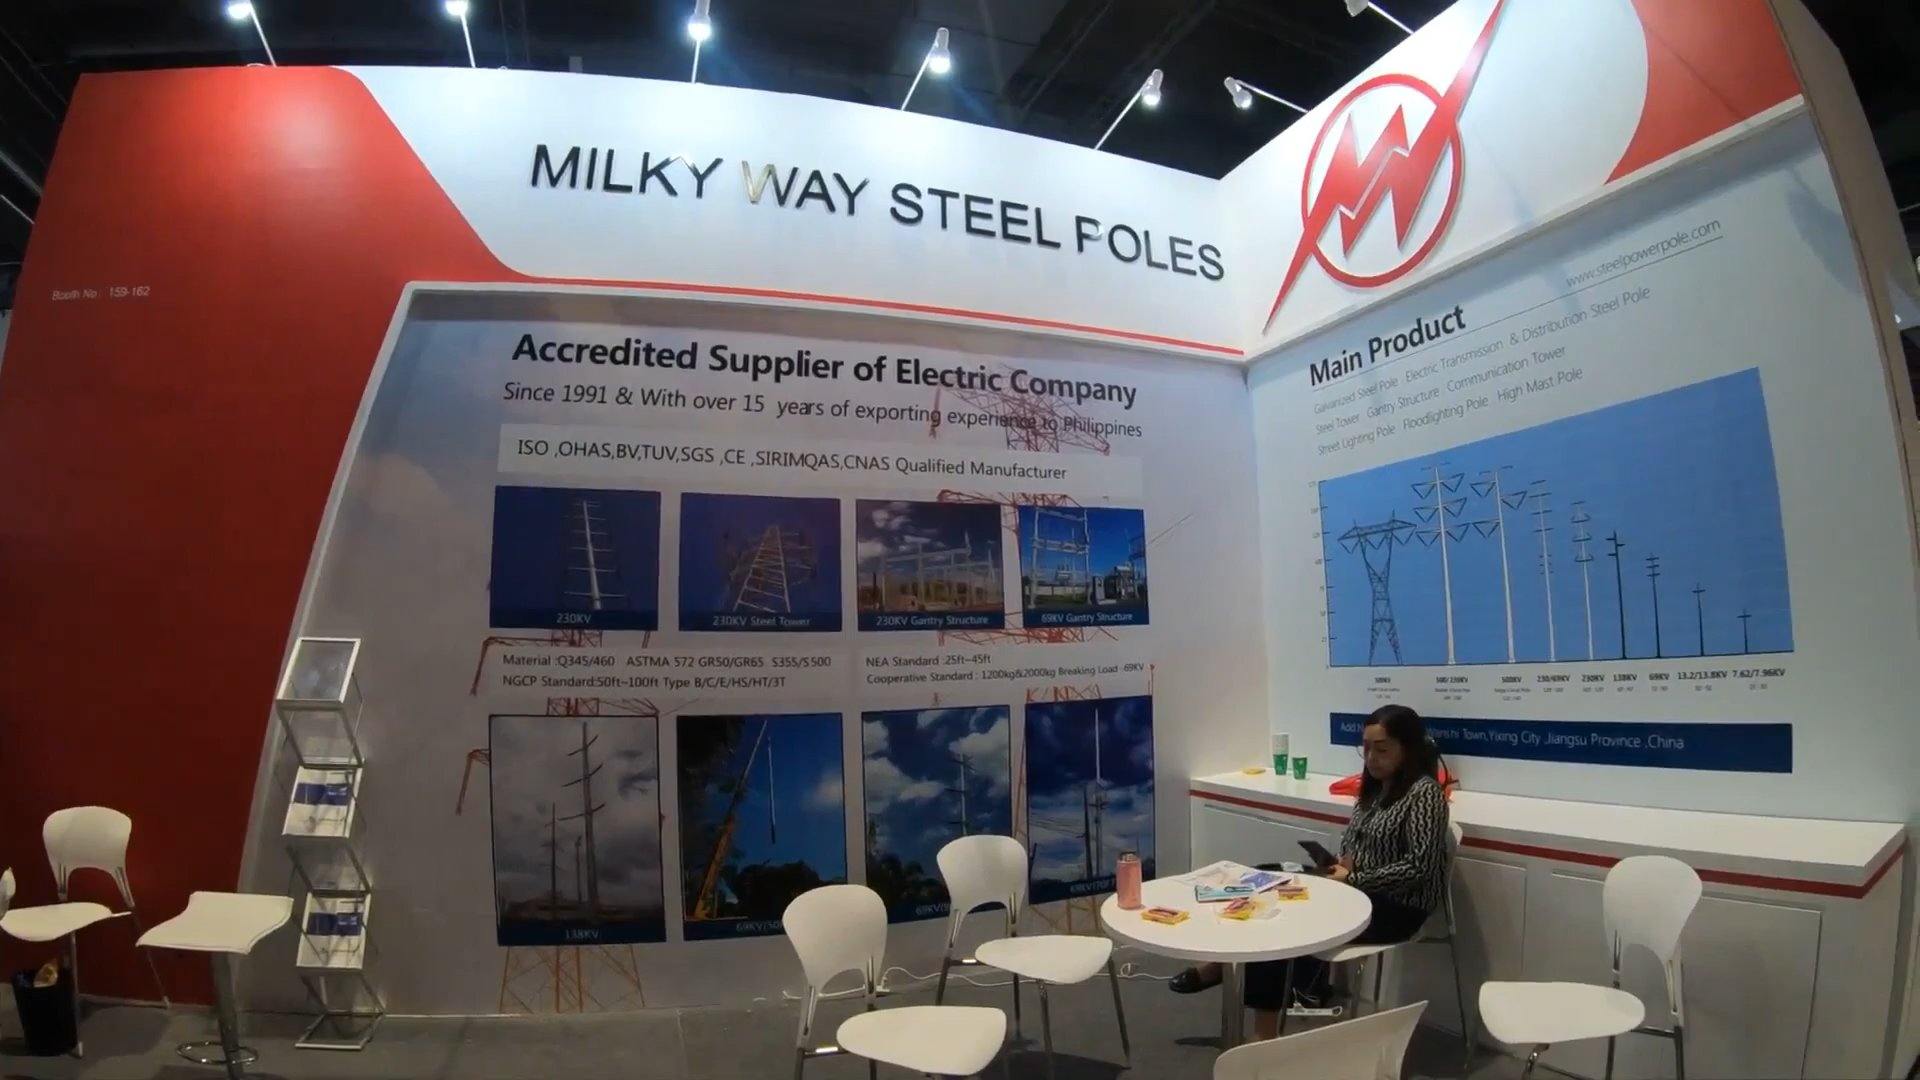 MILKY WAY STEEL POLES
Booth No: 159-162
Accredited Supplier of Electric Company
Since 1991 & With over 15 years of exporting experience to Philippines
ISO ,OHAS,BV,TUV,SGS ,CE ,SIRIMQAS,CNAS Qualified Manufacturer
230KV
230KV Steel Tower
230KV Gantry Structure
69KV Gantry Structure
Material :Q345/460 ASTMA 572 GR50/GR65 S355/S500
NGCP Standard:50ft~100ft Type B/C/E/HS/HT/3T
NEA Standard :25ft~45ft
Cooperative Standard : 1200kg&2000kg Breaking Load -69KV
138KV
www.steelpowerpole.com
Main Product
Galvanized Steel Pole . Electric Transmission & Distribution Steel Pole
Steel Tower . Gantry Structure . Communication Tower
Street Lighting Pole . Floodlighting Pole . High Mast Pole
500KV 500/230KV 500KV 230/69KV 230KV 138KV 69KV 13.2/13.8KV 7.62/7.96KV
Wanshi Town,Yixing City ,Jiangsu Province .China